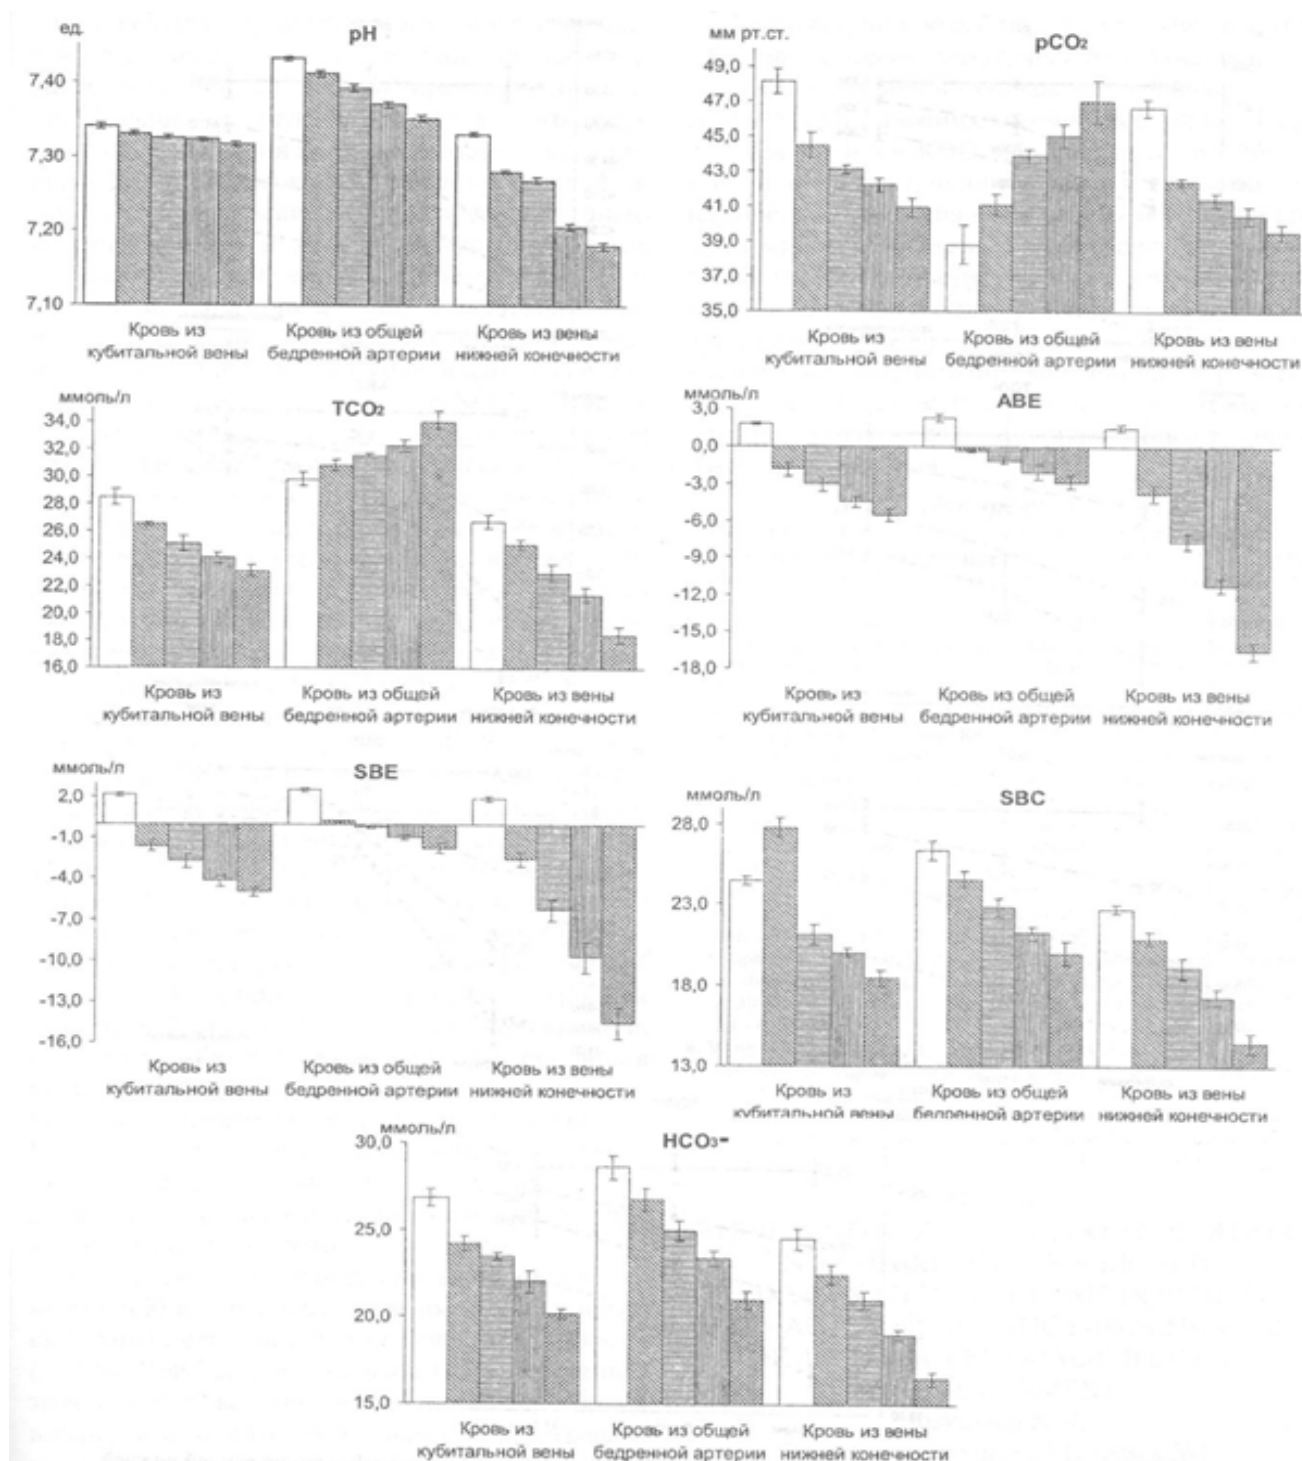 ед.
pH
7,40
7,30
7,20
7,10
Кровь из
кубитальной вены
Кровь из общей
бедренной артерии
Кровь из вены
нижней конечности
мм рт.ст.
pCO₂
49,0
47,0
45,0
43,0
41,0
39,0
37,0
35,0
Кровь из
кубитальной вены
Кровь из общей
бедренной артерии
Кровь из вены
нижней конечности
ммоль/л
TCO₂
34,0
32,0
30,0
28,0
26,0
24,0
22,0
20,0
18,0
16,0
Кровь из
кубитальной вены
Кровь из общей
бедренной артерии
Кровь из вены
нижней конечности
ммоль/л
ABE
3,0
0,0
-3,0
-6,0
-9,0
-12,0
-15,0
-18,0
Кровь из
кубитальной вены
Кровь из общей
бедренной артерии
Кровь из вены
нижней конечности
ммоль/л
SBE
2,0
-1,0
-4,0
-7,0
-10,0
-13,0
-16,0
Кровь из
кубитальной вены
Кровь из общей
бедренной артерии
Кровь из вены
нижней конечности
ммоль/л
SBC
28,0
23,0
18,0
13,0
Кровь из
кубитальной вены
Кровь из общей
бедренной артерии
Кровь из вены
нижней конечности
ммоль/л
HCO₃⁻
30,0
25,0
20,0
15,0
Кровь из
кубитальной вены
Кровь из общей
бедренной артерии
Кровь из вены
нижней конечности